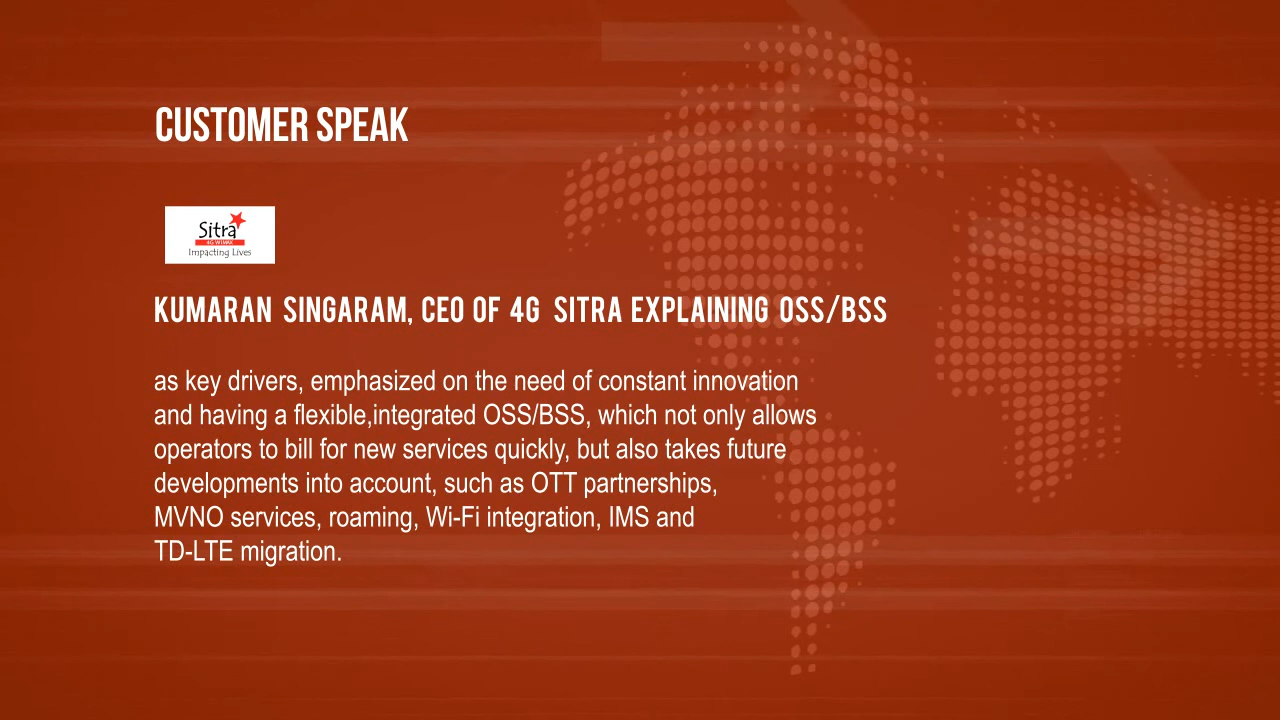 CUSTOMER SPEAK
Sitra
4G WIMAX
Impacting Lives
KUMARAN SINGARAM, CEO OF 4G SITRA EXPLAINING OSS/BSS
as key drivers, emphasized on the need of constant innovation
and having a flexible,integrated OSS/BSS, which not only allows
operators to bill for new services quickly, but also takes future
developments into account, such as OTT partnerships,
MVNO services, roaming, Wi-Fi integration, IMS and
TD-LTE migration.